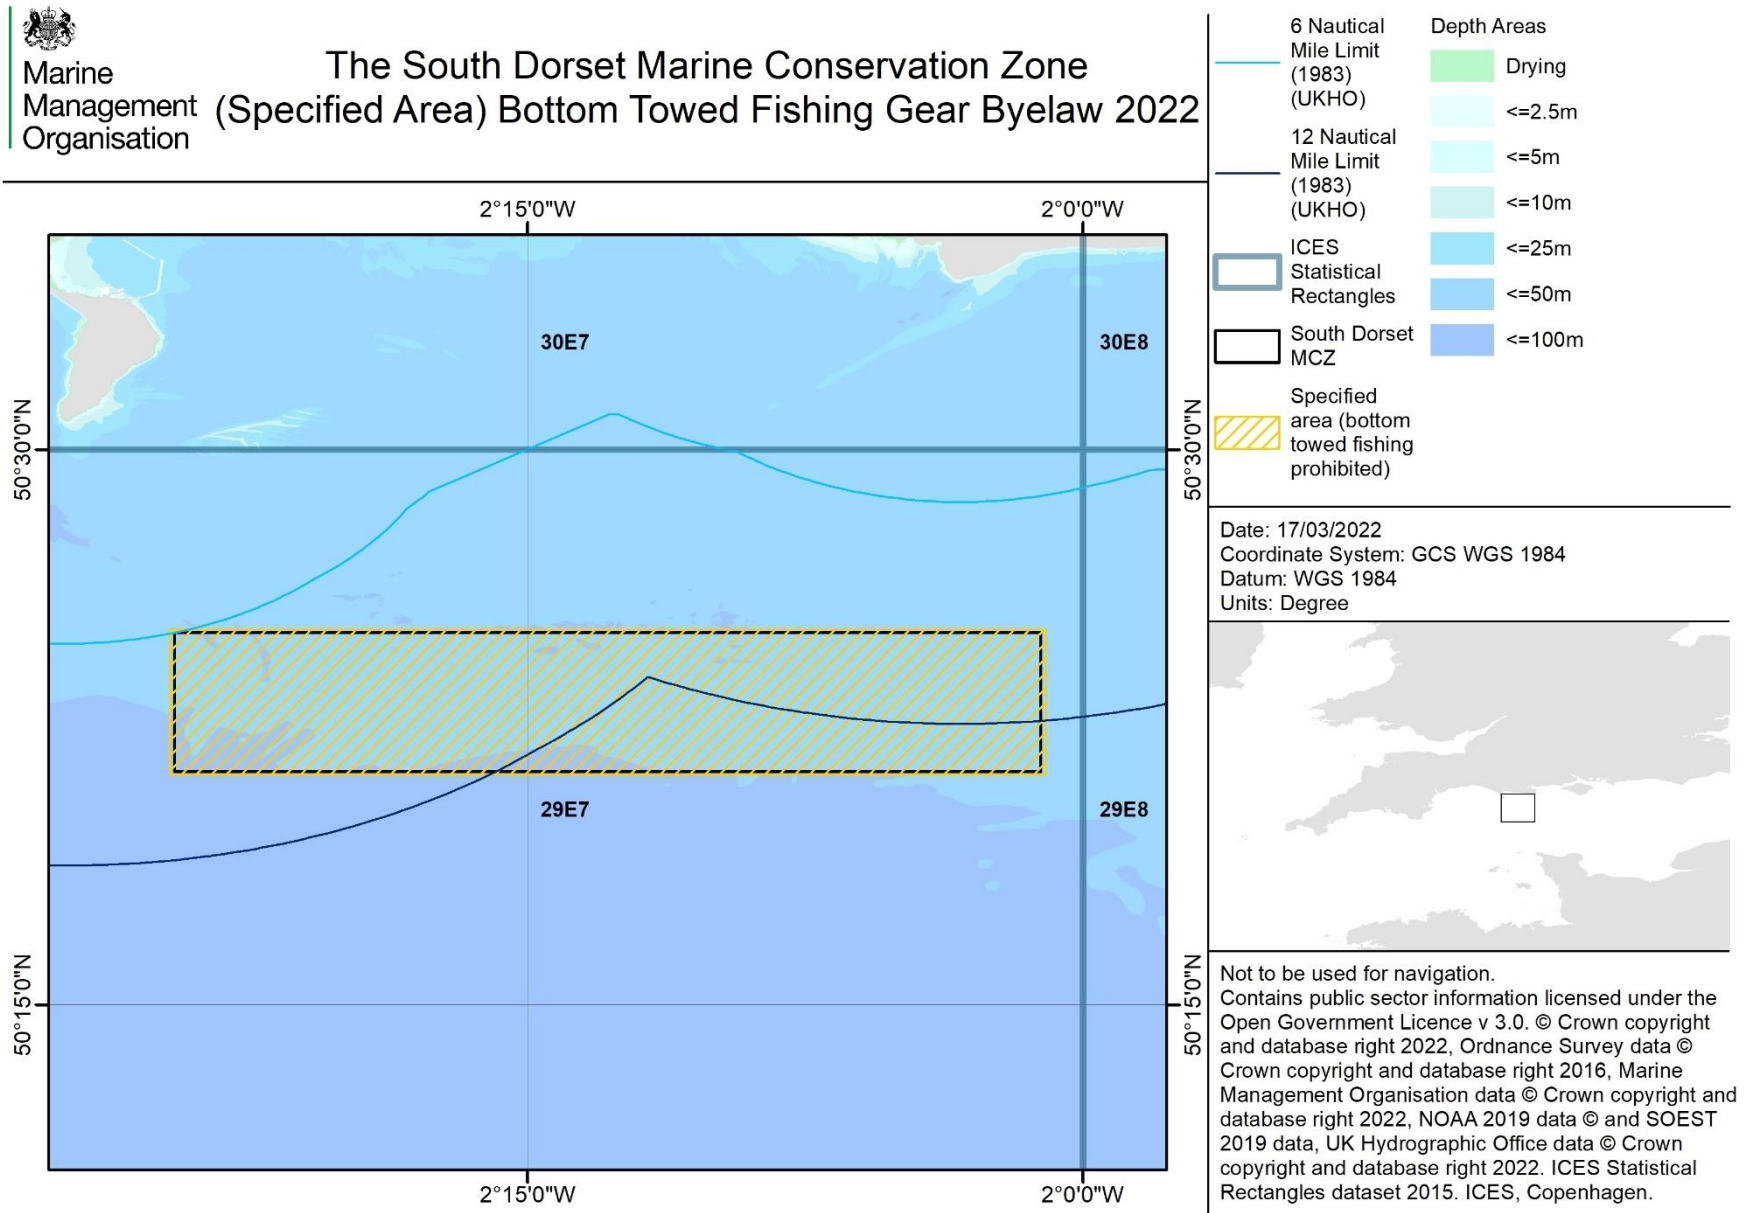 Marine
Management
Organisation
The South Dorset Marine Conservation Zone
(Specified Area) Bottom Towed Fishing Gear Byelaw 2022
6 Nautical
Mile Limit
(1983)
(UKHO)
12 Nautical
Mile Limit
(1983)
(UKHO)
ICES
Statistical
Rectangles
South Dorset
MCZ
Specified
area (bottom
towed fishing
prohibited)
Depth Areas
Drying
<=2.5m
<=5m
<=10m
<=25m
<=50m
<=100m
2°15'0"W
2°0'0"W
30E7
30E8
50°30'0"N
50°30'0"N
29E7
29E8
50°15'0"N
50°15'0"N
2°15'0"W
2°0'0"W
Date: 17/03/2022
Coordinate System: GCS WGS 1984
Datum: WGS 1984
Units: Degree
Not to be used for navigation.
Contains public sector information licensed under the
Open Government Licence v 3.0. © Crown copyright
and database right 2022, Ordnance Survey data ©
Crown copyright and database right 2016, Marine
Management Organisation data © Crown copyright and
database right 2022, NOAA 2019 data © and SOEST
2019 data, UK Hydrographic Office data © Crown
copyright and database right 2022. ICES Statistical
Rectangles dataset 2015. ICES, Copenhagen.